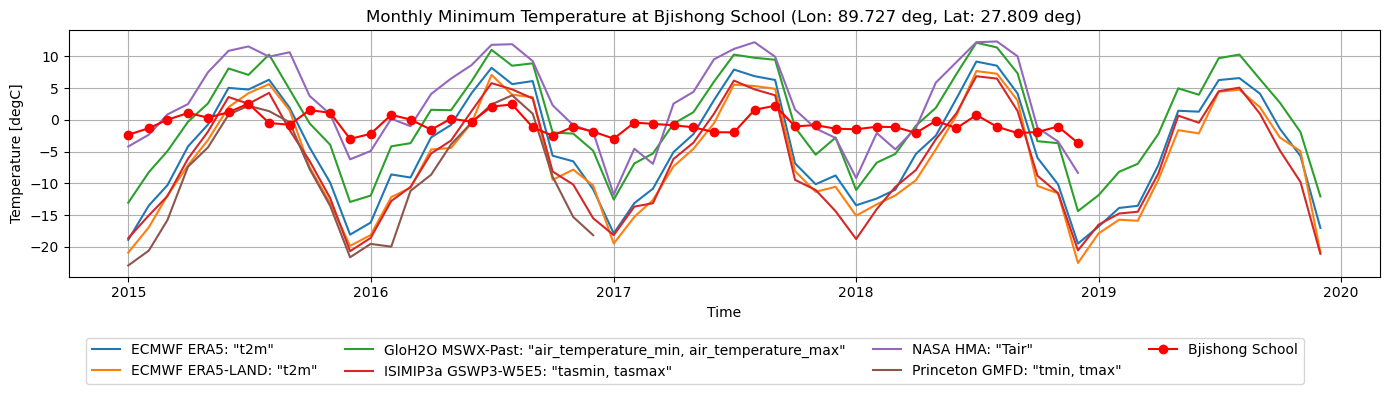 Monthly Minimum Temperature at Bjishong School (Lon: 89.727 deg, Lat: 27.809 deg)
Temperature [degC]
10
5
0
−5
−10
−15
−20
2015 2016 2017 2018 2019 2020
Time
ECMWF ERA5: "t2m"
ECMWF ERA5-LAND: "t2m"
GloH2O MSWX-Past: "air_temperature_min, air_temperature_max"
ISIMIP3a GSWP3-W5E5: "tasmin, tasmax"
NASA HMA: "Tair"
Princeton GMFD: "tmin, tmax"
Bjishong School